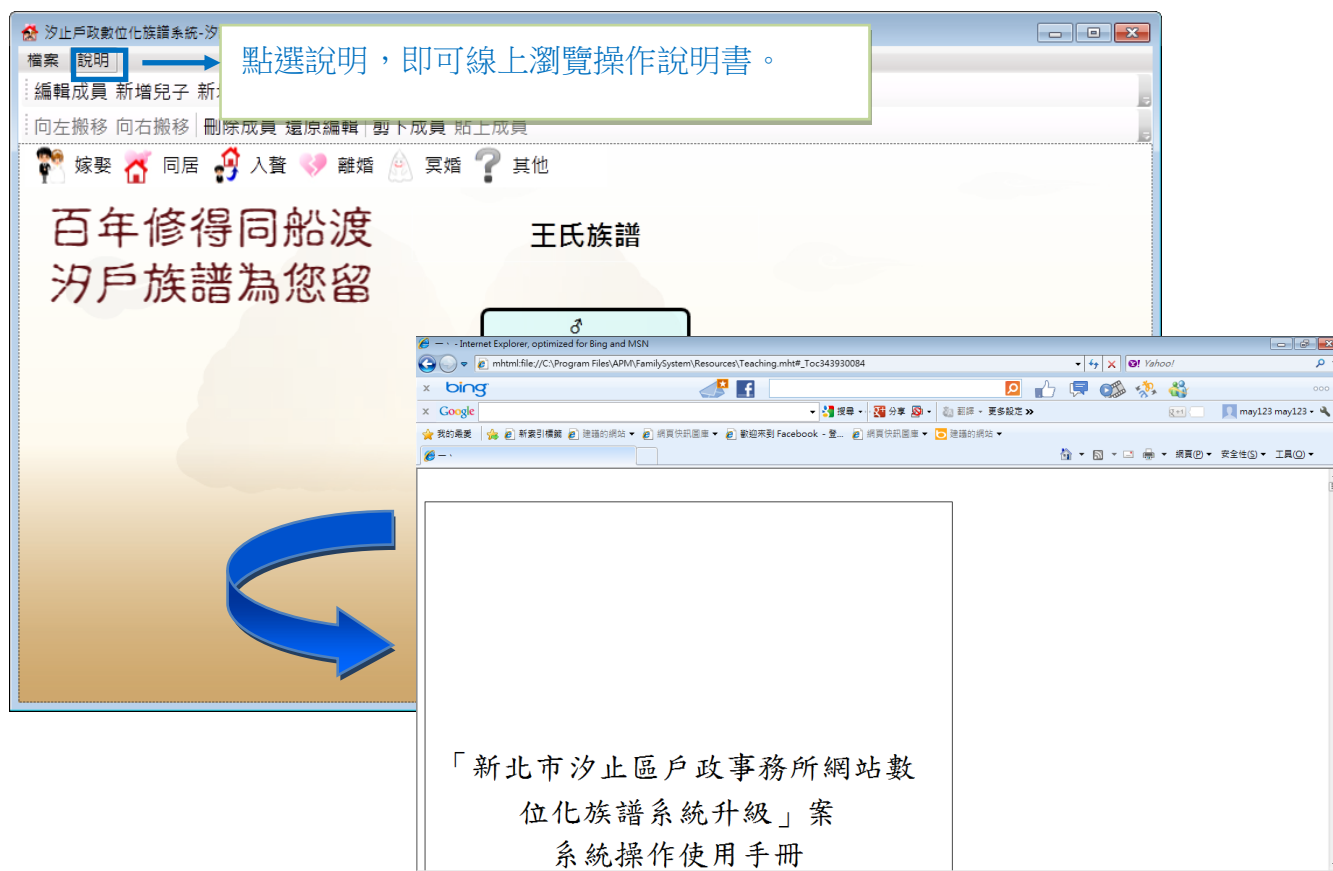 汐止戶政數位化族譜系統-汐
檔案 說明
點選說明，即可線上瀏覽操作說明書。
編輯成員 新增兒子
向左搬移 向右搬移 刪除成員 還原編輯 剪下成員 貼上成員
嫁娶 同居 入贅 離婚 冥婚 其他
百年修得同船渡
汐戶族譜為您留
王氏族譜
♂
一、 - Internet Explorer, optimized for Bing and MSN
mhtml:file://C:\Program Files\APM\FamilySystem\Resources\Teaching.mht#_Toc343930084
Yahoo!
x bing
x Google 搜尋 分享 翻譯 更多設定 » may123 may123
我的最愛 新索引標籤 建議的網站 網頁快訊圖庫 歡迎來到 Facebook - 登... 網頁快訊圖庫 建議的網站
一、
網頁(P) 安全性(S) 工具(O)
「新北市汐止區戶政事務所網站數
位化族譜系統升級」案
系統操作使用手冊